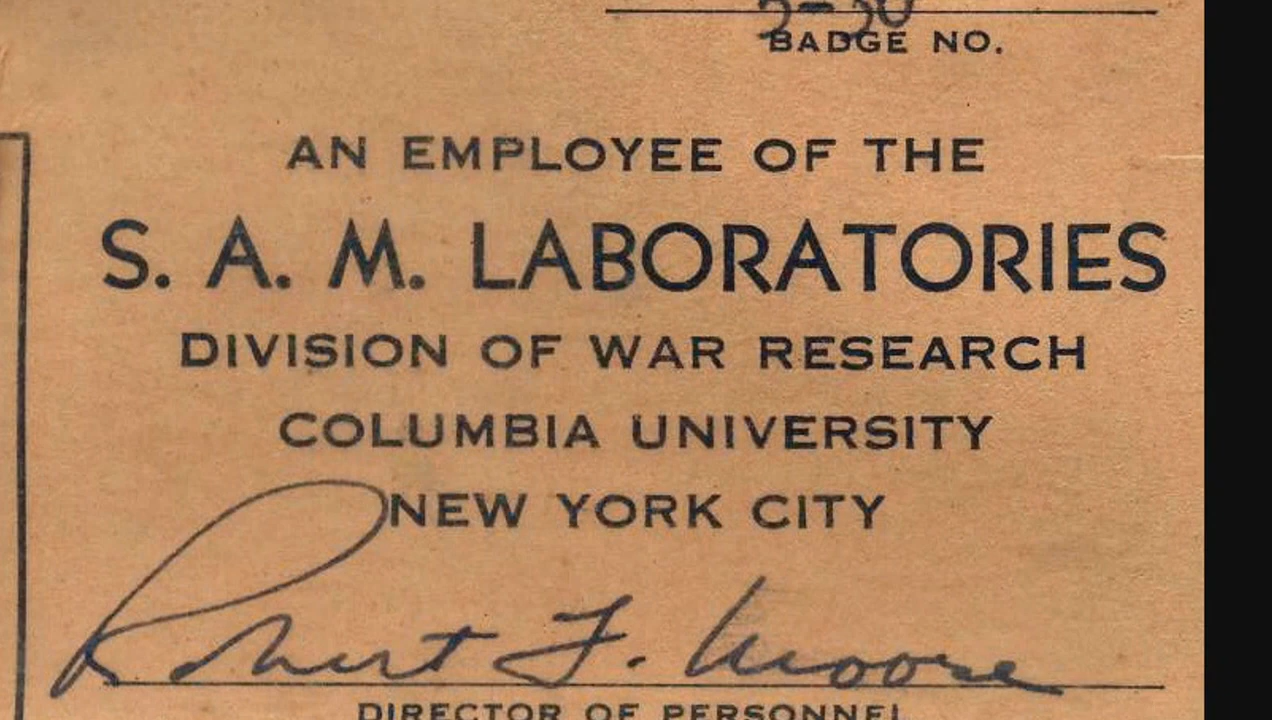 BADGE NO.
AN EMPLOYEE OF THE
S. A. M. LABORATORIES
DIVISION OF WAR RESEARCH
COLUMBIA UNIVERSITY
NEW YORK CITY
Robert F. Moore
DIRECTOR OF PERSONNEL